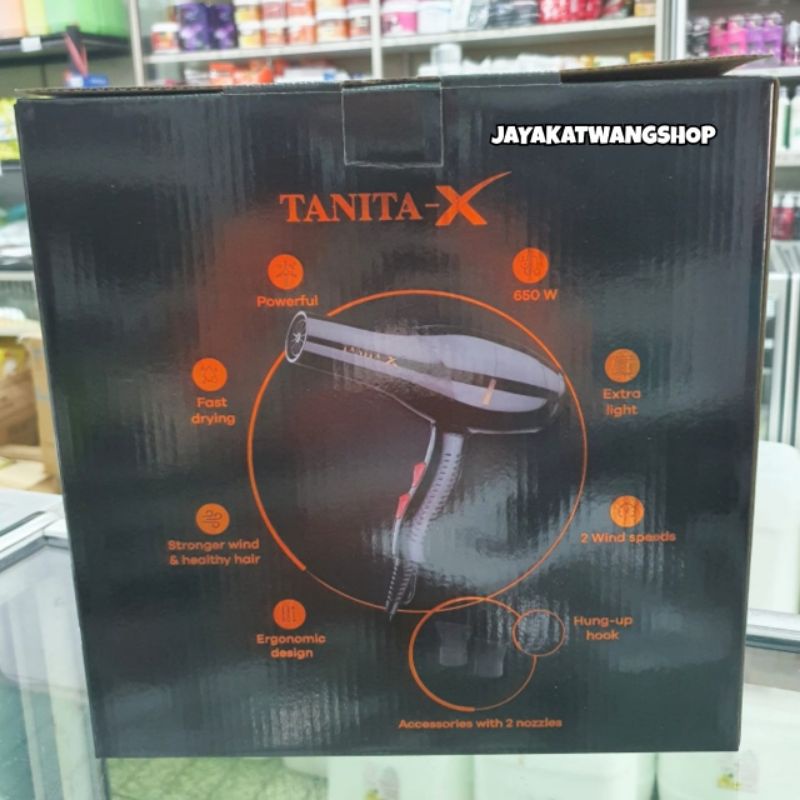 JAYAKATWANGSHOP
TANITA-X
Powerful
650 W
TANITA-X
Fast
drying
Extra
light
Stronger wind
& healthy hair
2 Wind speeds
Ergonomic
design
Hung-up
hook
Accessories with 2 nozzles